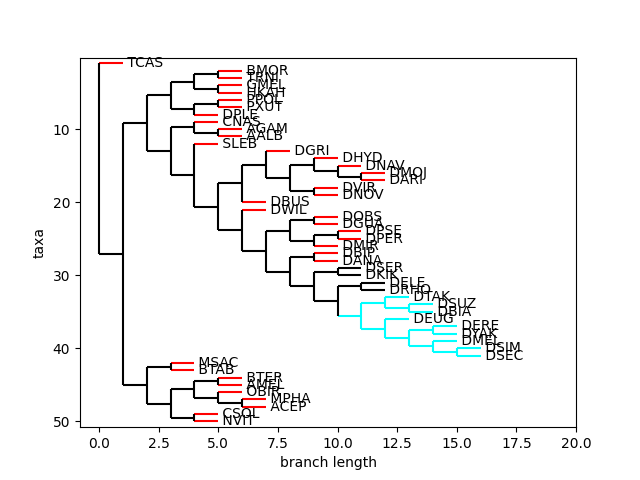 TCAS
BMOR
TRNI
GMEL
HKAH
PPOL
PXUT
DPLE
CNAS
AGAM
AALB
SLEB
DGRI
DHYD
DNAV
DMOJ
DARI
DVIR
DNOV
DBUS
DWIL
DOBS
DGUA
DPSE
DPER
DMIR
DBIP
DANA
DSER
DKIK
DELE
DRHO
DTAK
DSUZ
DBIA
DEUG
DERE
DYAK
DMEL
DSIM
DSEC
MSAC
BTAB
BTER
AMEL
OBIR
MPHA
ACEP
CSOL
NVIT
10
20
30
40
50
taxa
0.0 2.5 5.0 7.5 10.0 12.5 15.0 17.5 20.0
branch length